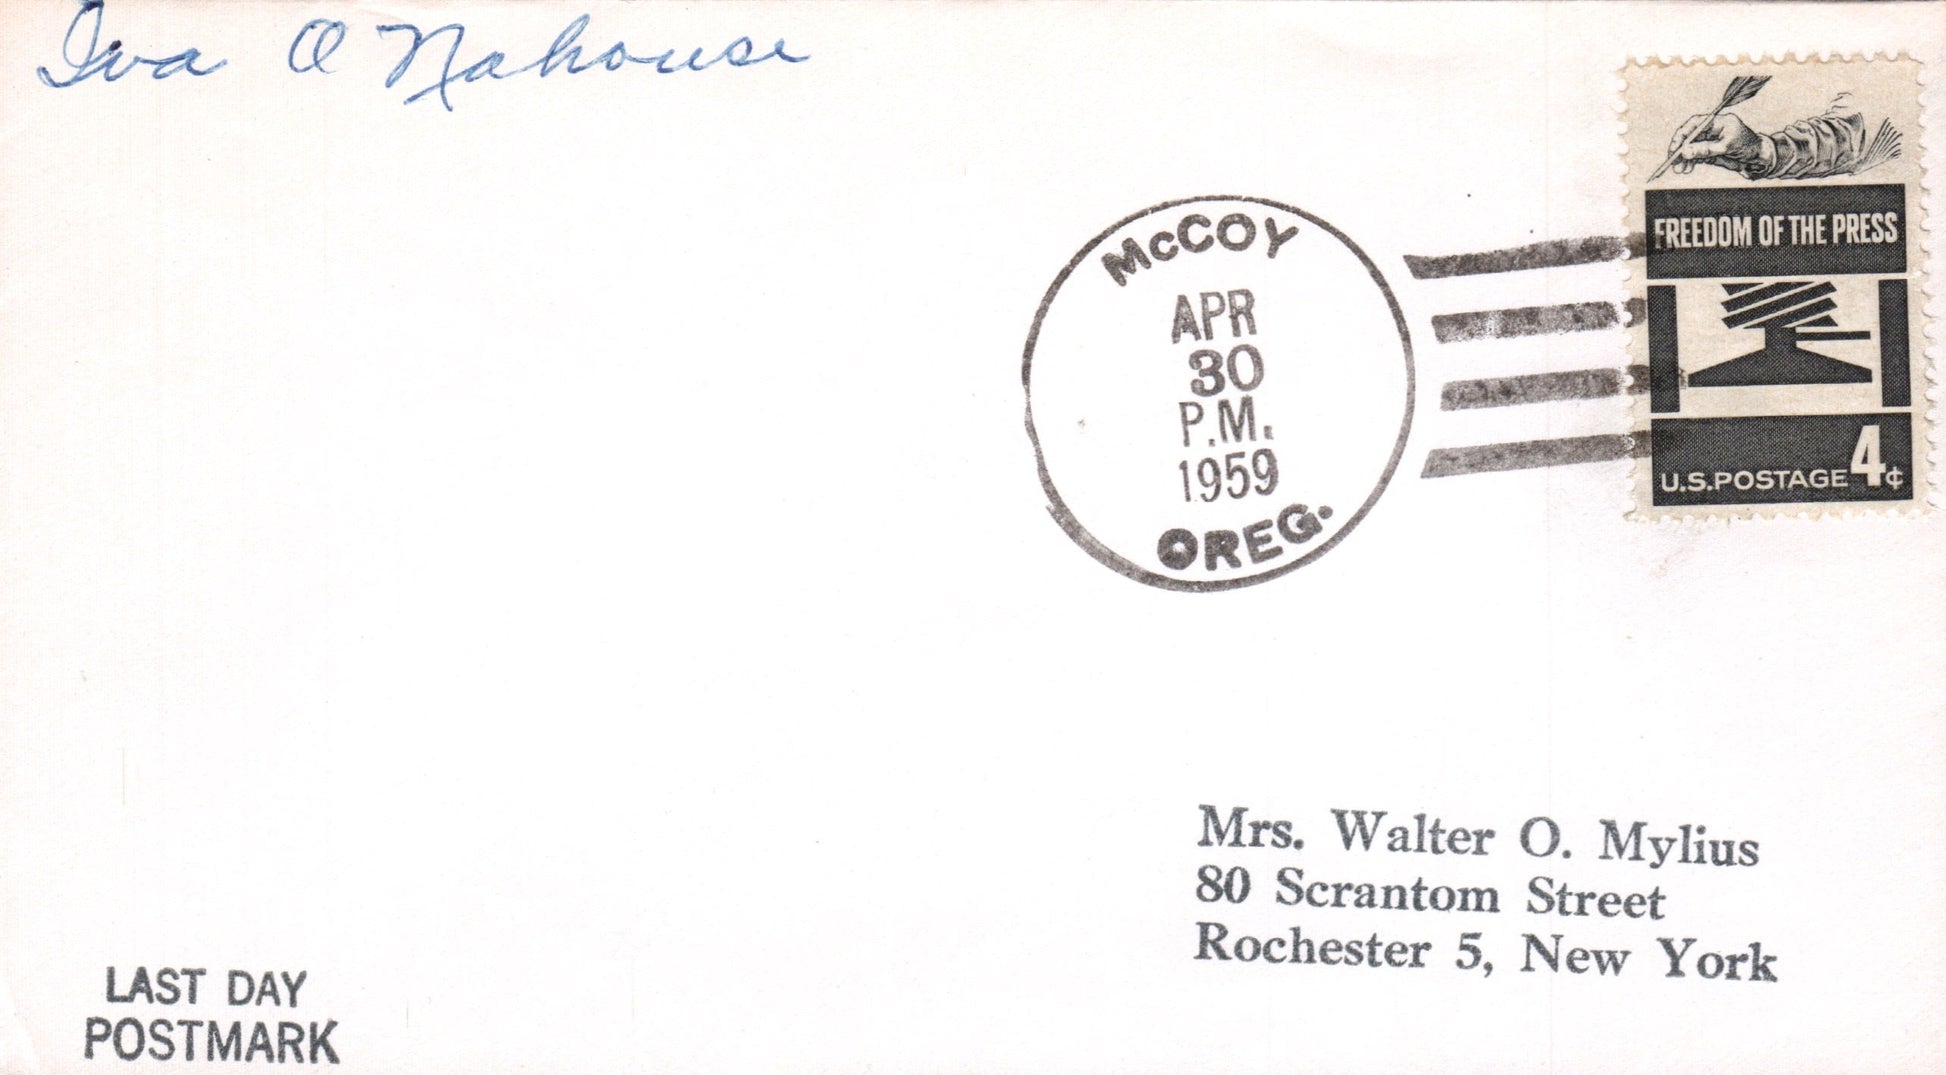 Iva O Nahouse
FREEDOM OF THE PRESS
U.S.POSTAGE 4¢
McCOY
APR
30
P.M.
1959
OREG.
Mrs. Walter O. Mylius
80 Scrantom Street
Rochester 5, New York
LAST DAY
POSTMARK